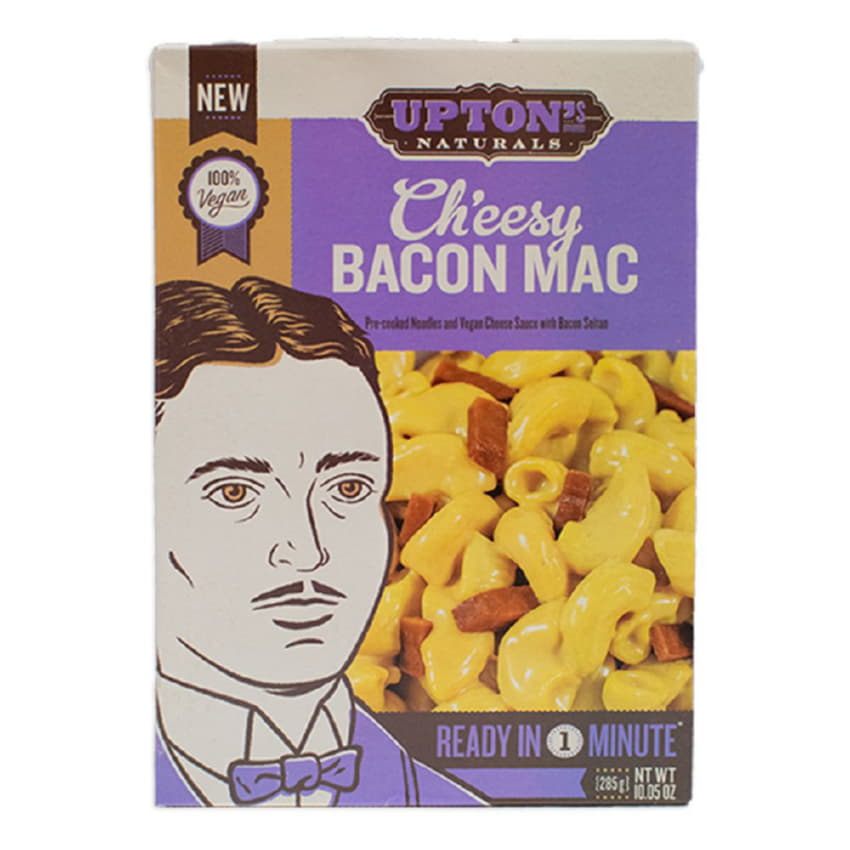 NEW
UPTON'S
NATURALS
100%
Vegan
Ch'eesy
BACON MAC
Pre-cooked Noodles and Vegan Cheese Sauce with Bacon Seitan
READY IN 1 MINUTE*
[285g] NT WT
10.05 OZ